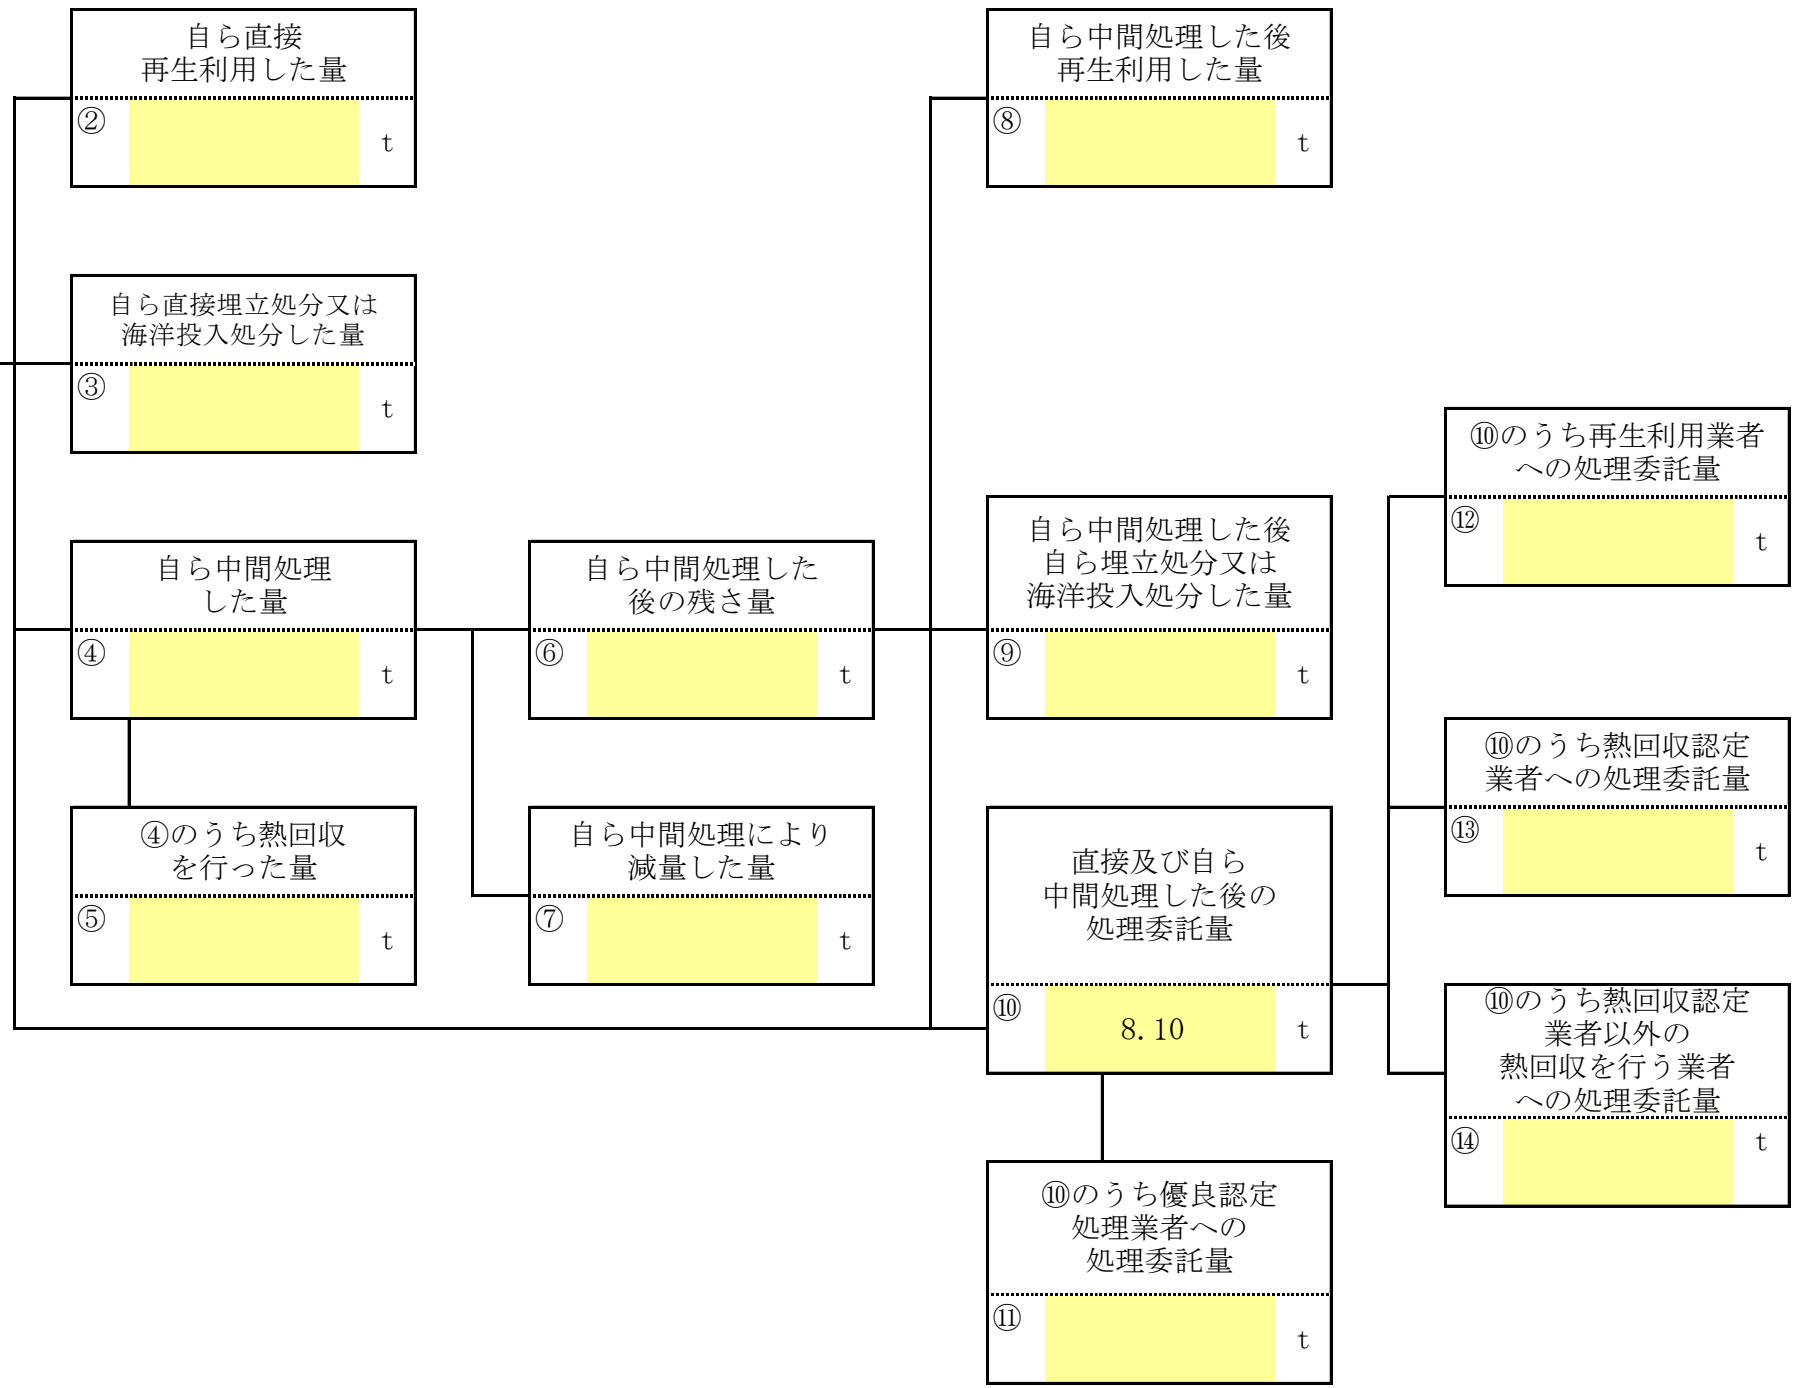 自ら直接
再生利用した量
②
t
自ら中間処理した後
再生利用した量
⑧
t
自ら直接埋立処分又は
海洋投入処分した量
③
t
⑩のうち再生利用業者
への処理委託量
⑫
t
自ら中間処理
した量
④
t
自ら中間処理した
後の残さ量
⑥
t
自ら中間処理した後
自ら埋立処分又は
海洋投入処分した量
⑨
t
⑩のうち熱回収認定
業者への処理委託量
⑬
t
④のうち熱回収
を行った量
⑤
t
自ら中間処理により
減量した量
⑦
t
直接及び自ら
中間処理した後の
処理委託量
⑩
8.10
t
⑩のうち熱回収認定
業者以外の
熱回収を行う業者
への処理委託量
⑭
t
⑩のうち優良認定
処理業者への
処理委託量
⑪
t